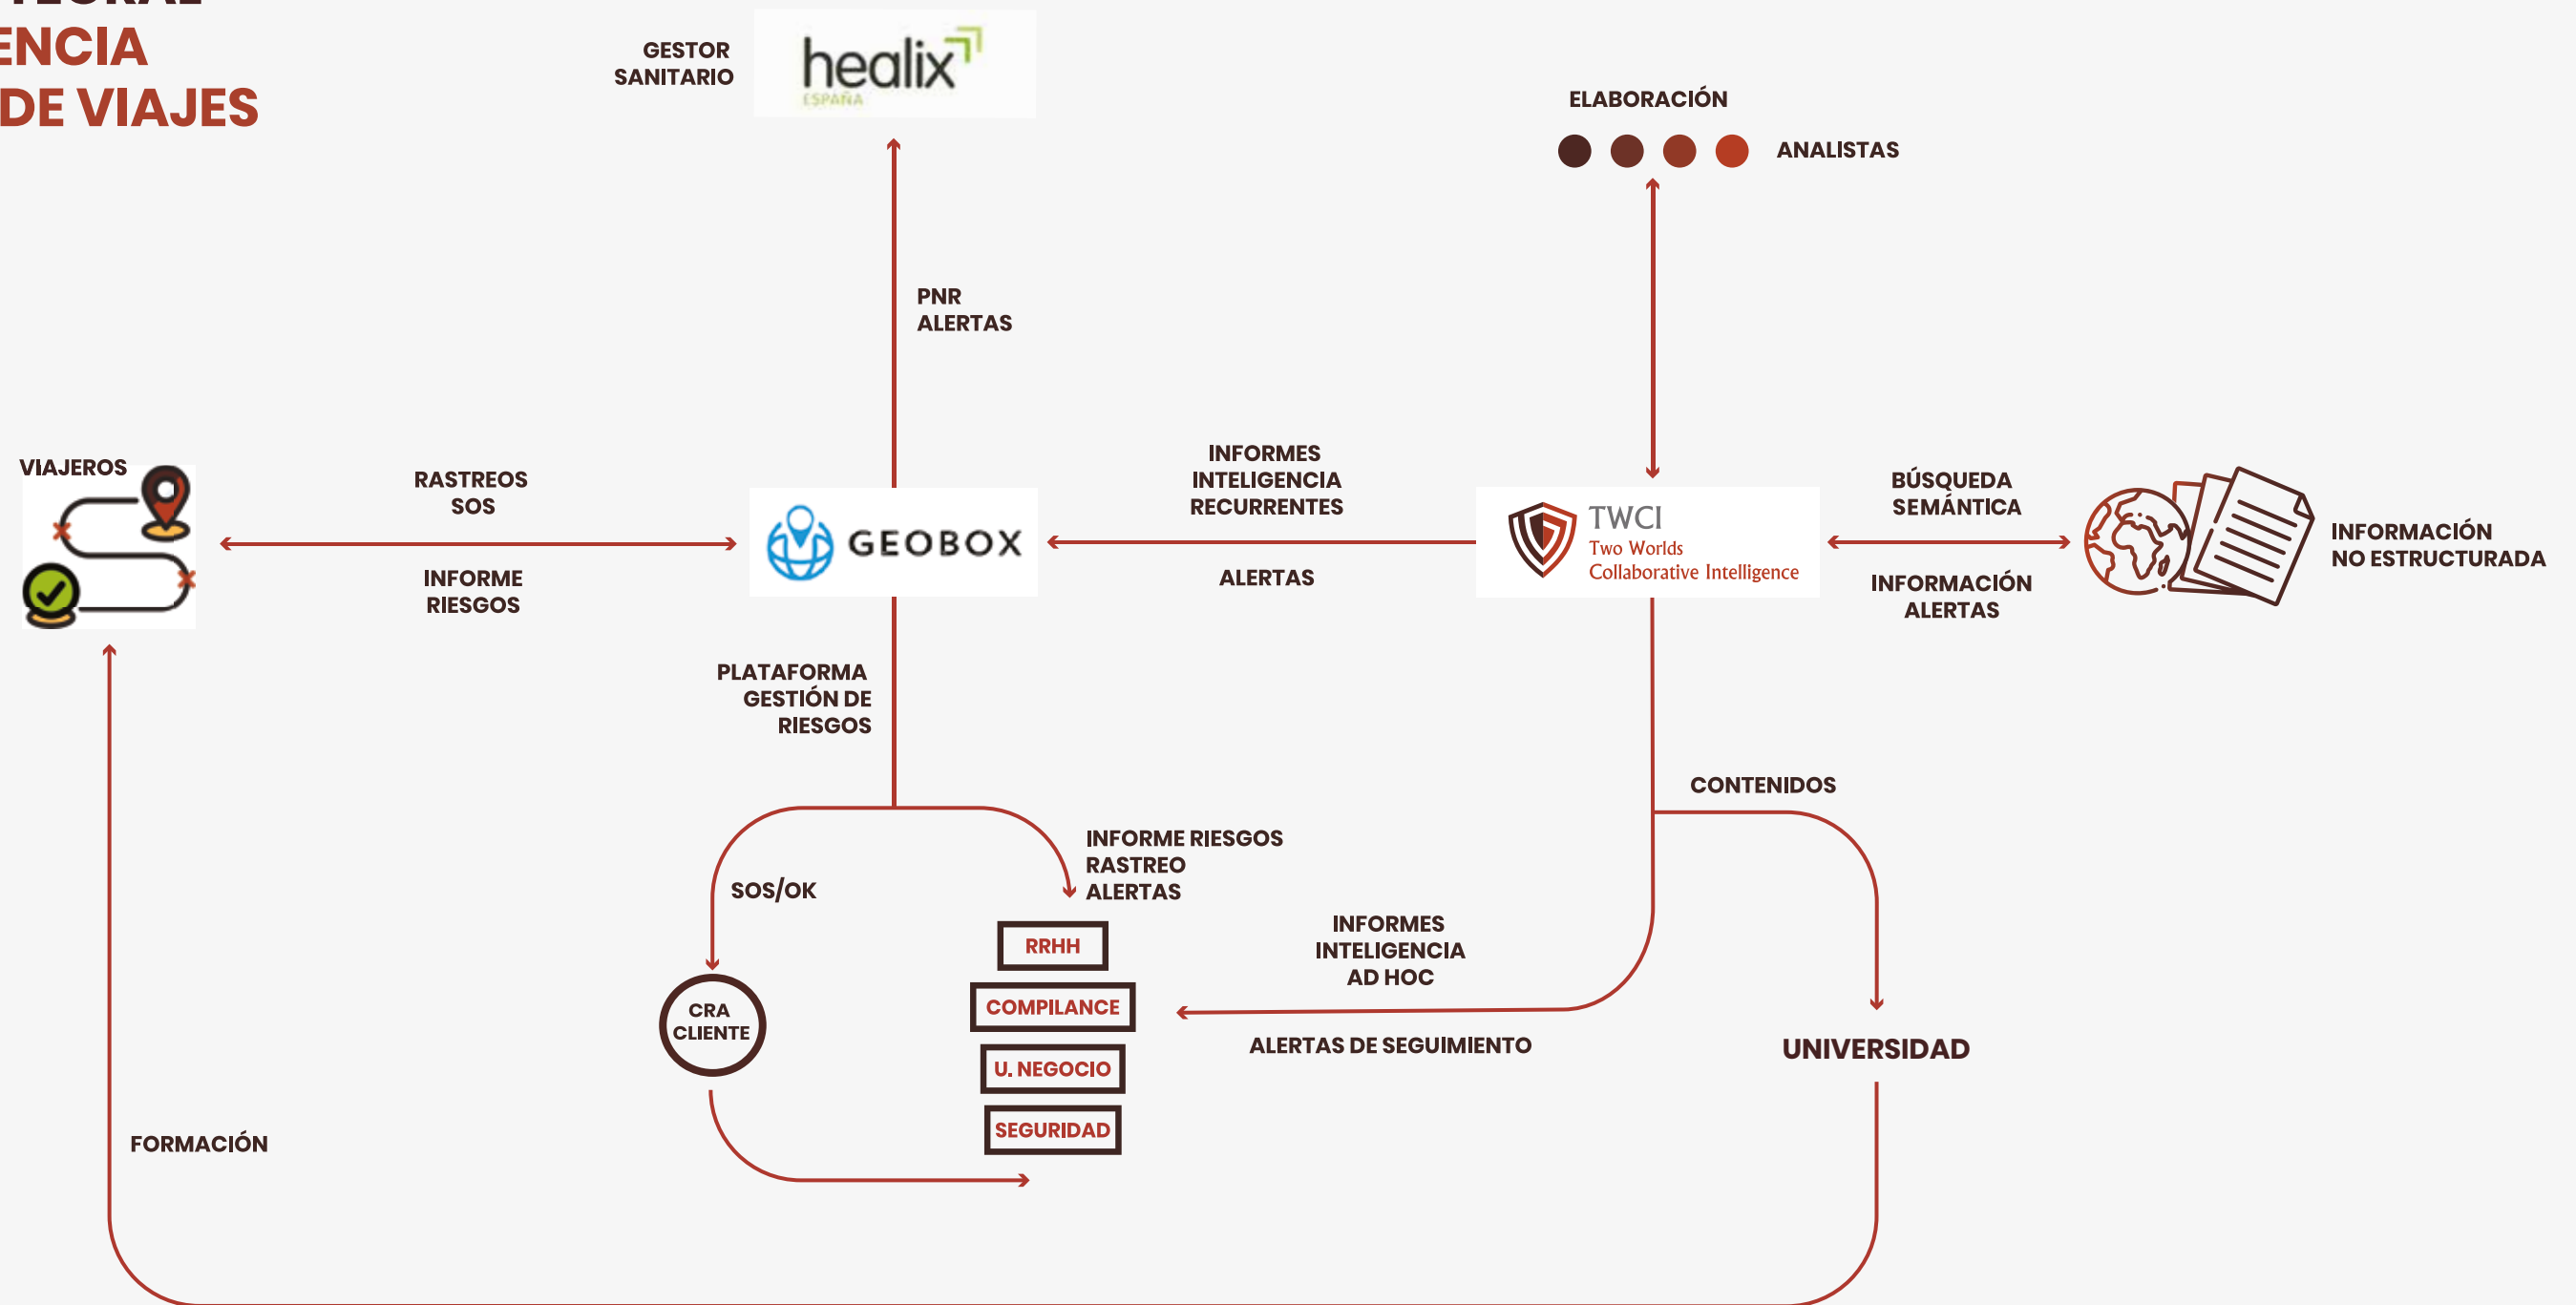 ENCIA
DE VIAJES
GESTOR
SANITARIO
healix
ESPAÑA
ELABORACIÓN
ANALISTAS
PNR
ALERTAS
VIAJEROS
RASTREOS
SOS
INFORME
RIESGOS
GEOBOX
INFORMES
INTELIGENCIA
RECURRENTES
ALERTAS
TWCI
Two Worlds
Collaborative Intelligence
BÚSQUEDA
SEMÁNTICA
INFORMACIÓN
ALERTAS
INFORMACIÓN
NO ESTRUCTURADA
PLATAFORMA
GESTIÓN DE
RIESGOS
CONTENIDOS
INFORME RIESGOS
RASTREO
ALERTAS
SOS/OK
RRHH
COMPILANCE
U. NEGOCIO
SEGURIDAD
CRA
CLIENTE
INFORMES
INTELIGENCIA
AD HOC
ALERTAS DE SEGUIMIENTO
UNIVERSIDAD
FORMACIÓN